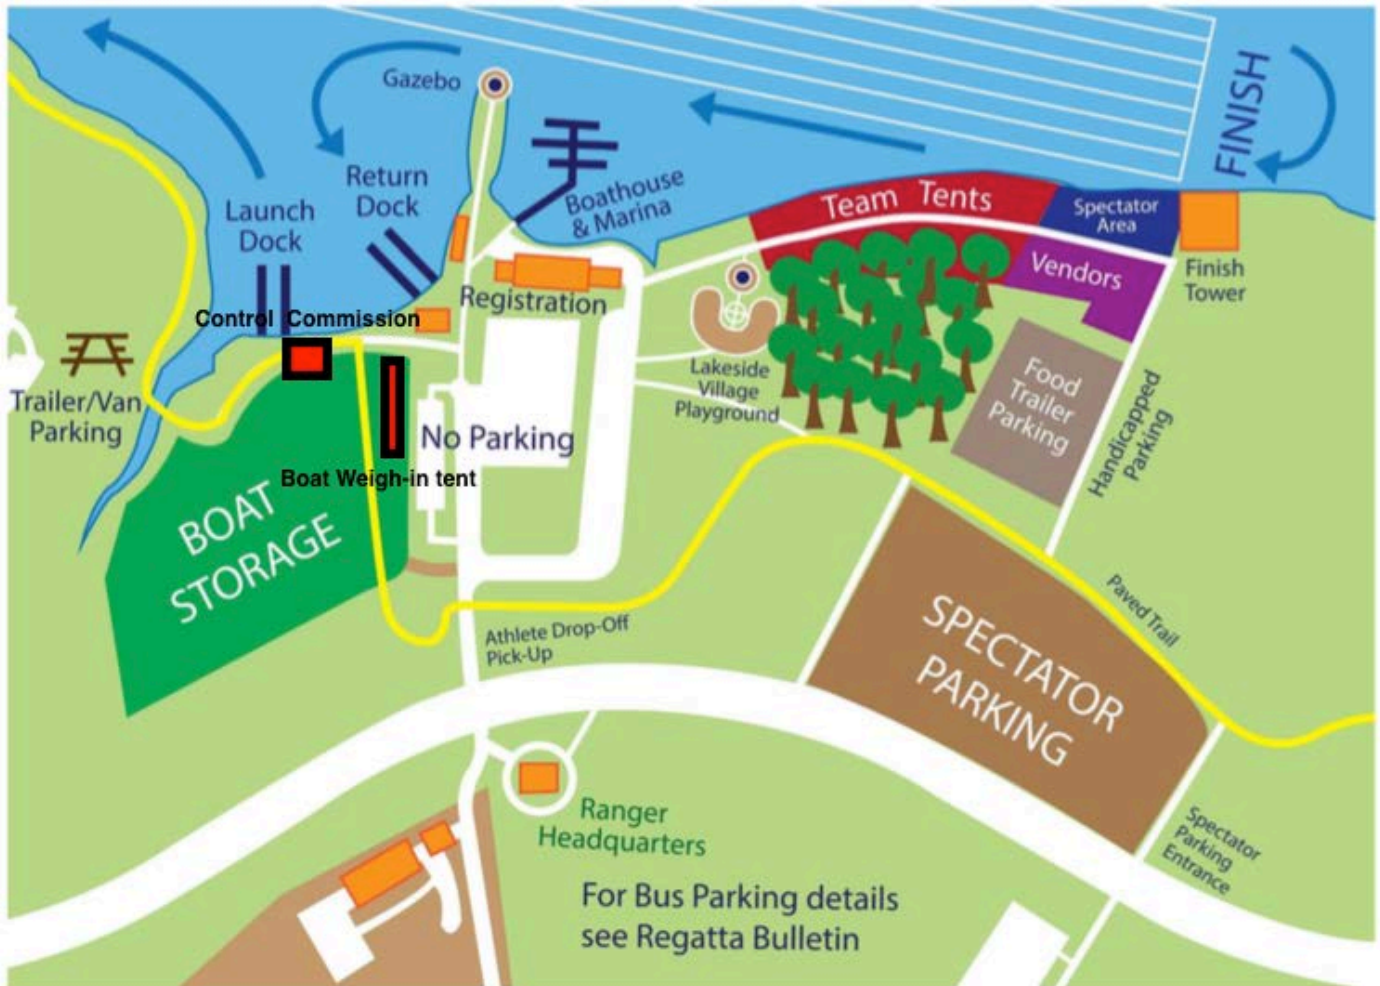 FINISH
Gazebo
Return
Dock
Launch
Dock
Boathouse
& Marina
Team Tents
Spectator
Area
Vendors
Finish
Tower
Registration
Control Commission
Trailer/Van
Parking
Lakeside
Village
Playground
Food
Trailer
Parking
Handicapped
Parking
No Parking
Boat Weigh-in tent
BOAT
STORAGE
Paved Trail
Athlete Drop-Off
Pick-Up
SPECTATOR
PARKING
Ranger
Headquarters
Spectator
Parking
Entrance
For Bus Parking details
see Regatta Bulletin